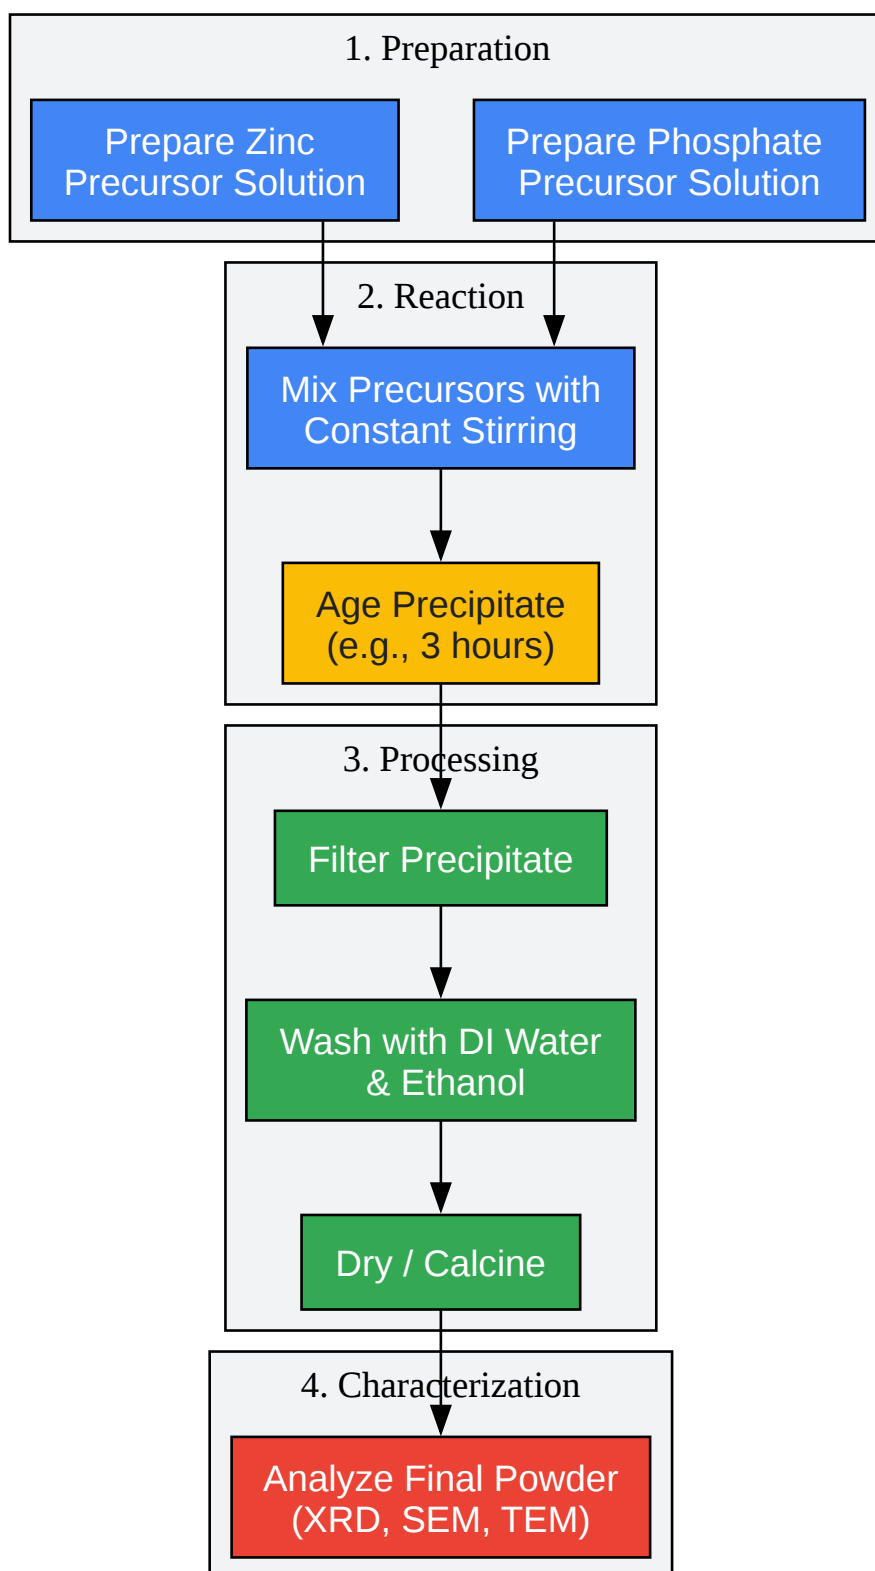 1. Preparation
Prepare Zinc
Precursor Solution
Prepare Phosphate
Precursor Solution
2. Reaction
Mix Precursors with
Constant Stirring
Age Precipitate
(e.g., 3 hours)
3. Processing
Filter Precipitate
Wash with DI Water
& Ethanol
Dry / Calcine
4. Characterization
Analyze Final Powder
(XRD, SEM, TEM)